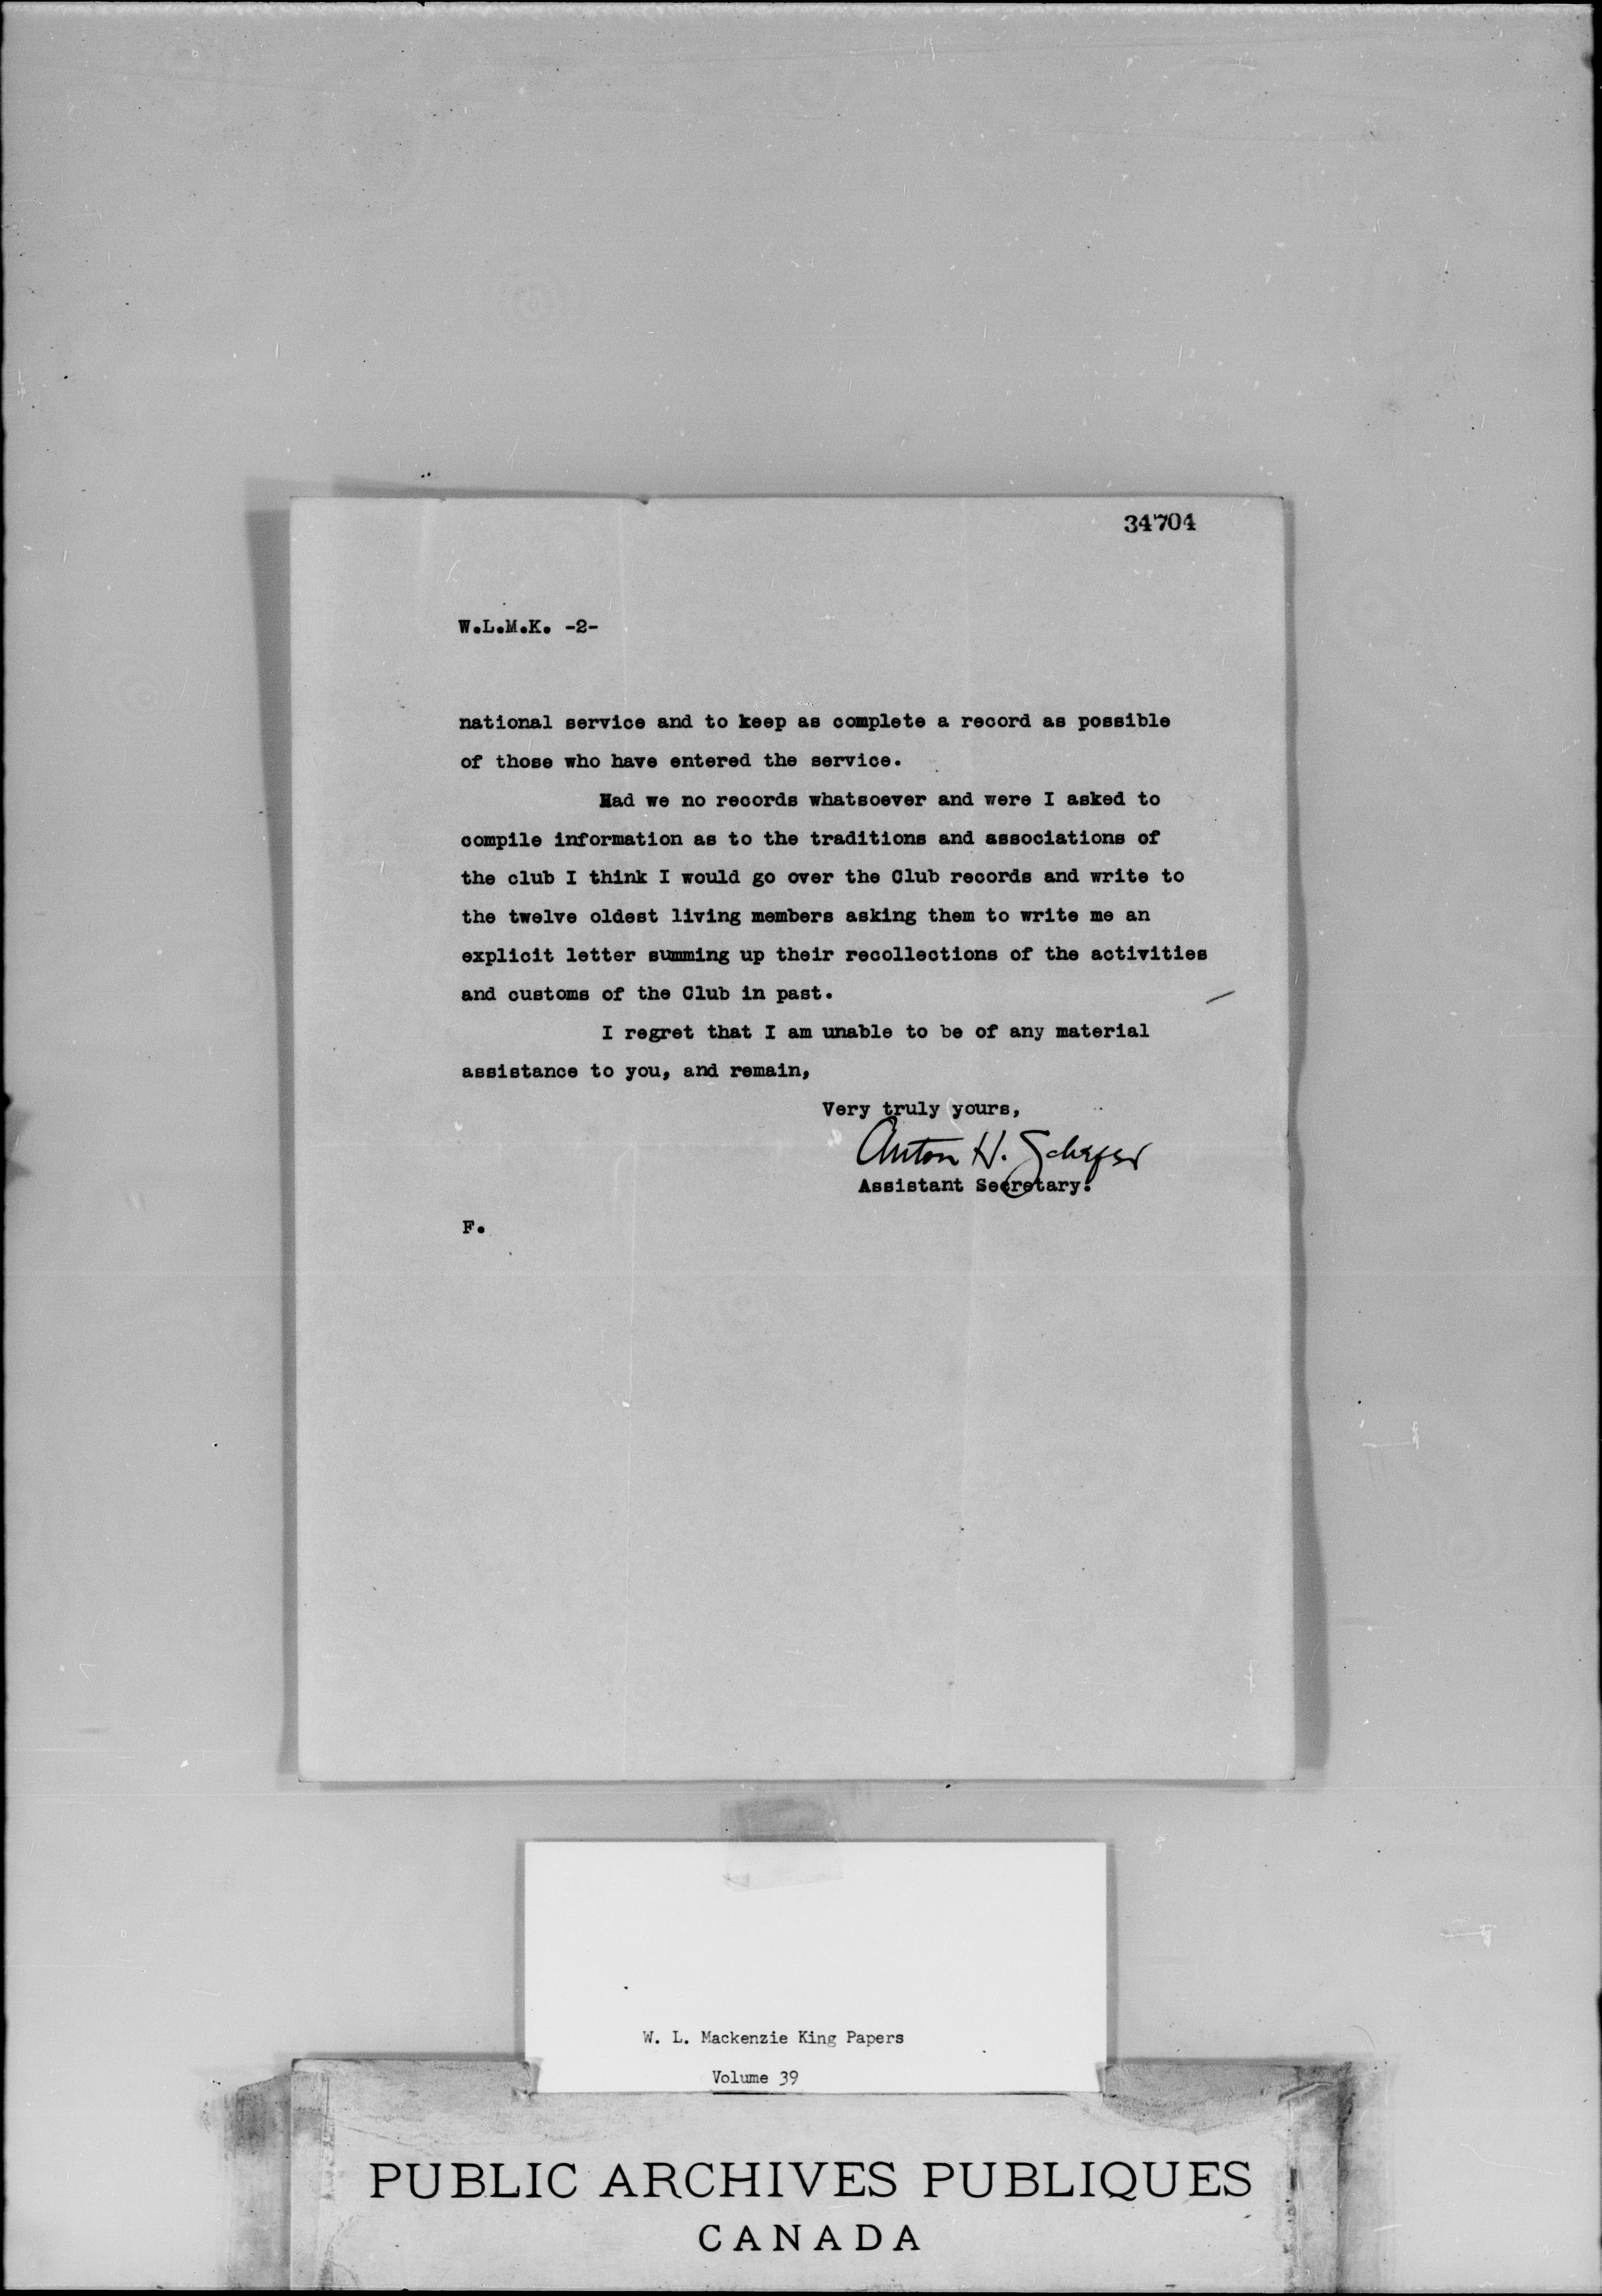 34704
W.L.M.K. -2-
national service and to keep as complete a record as possible
of those who have entered the service.
Had we no records whatsoever and were I asked to
compile information as to the traditions and associations of
the club I think I would go over the Club records and write to
the twelve oldest living members asking them to write me an
explicit letter summing up their recollections of the activities
and customs of the Club in past.
I regret that I am unable to be of any material
assistance to you, and remain,
Very truly yours,
Anton H. Schefer
Assistant Secretary.
F.
W. L. Mackenzie King Papers
Volume 39
PUBLIC ARCHIVES PUBLIQUES
CANADA